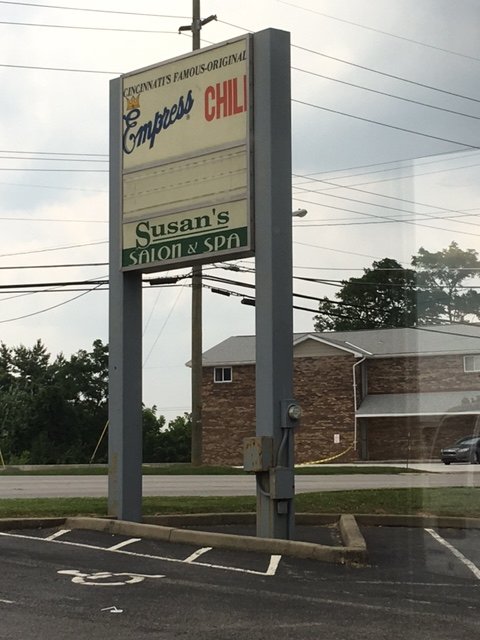 CINCINNATI'S FAMOUS-ORIGINAL
Empress® CHILI
Susan's
SALON & SPA